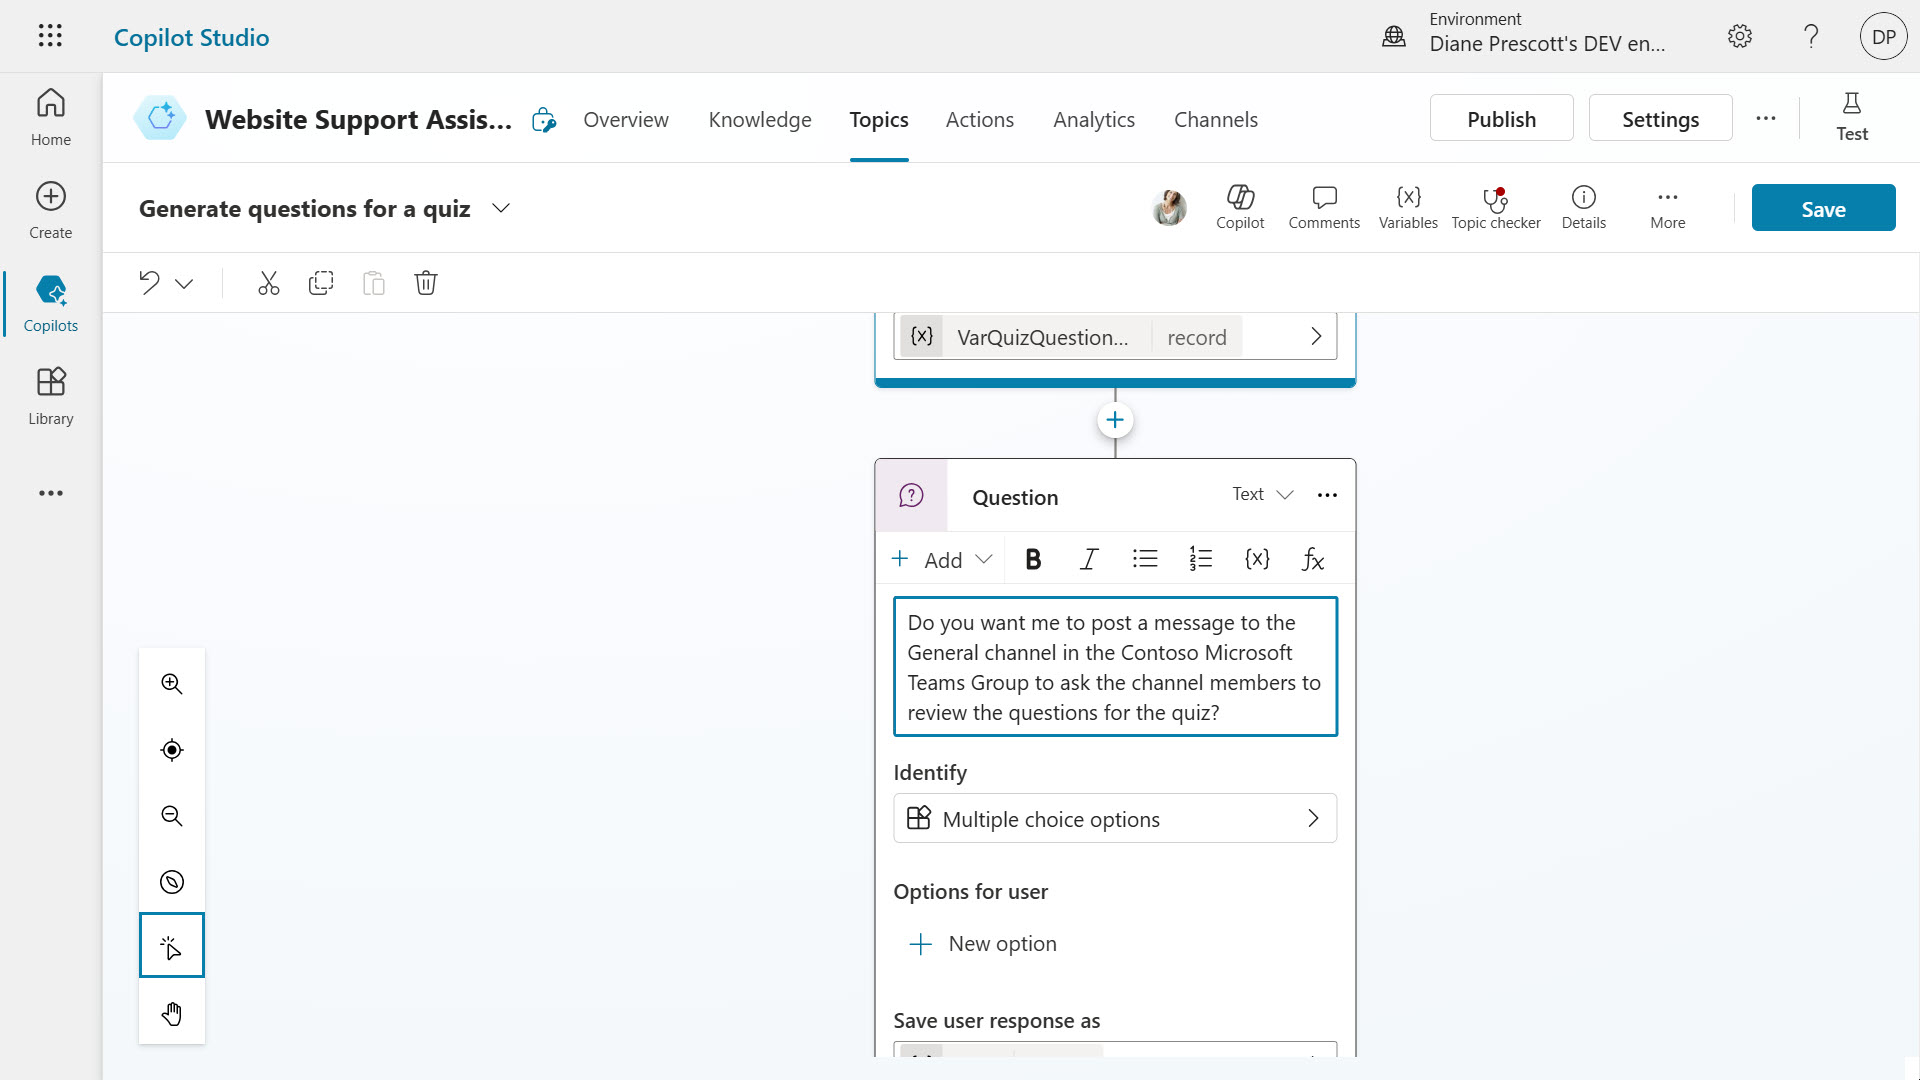 Copilot Studio
Environment
Diane Prescott's DEV en...
DP
Home
Create
Copilots
Library
Website Support Assis...
Overview
Knowledge
Topics
Actions
Analytics
Channels
Publish
Settings
Test
Generate questions for a quiz
Copilot
Comments
Variables
Topic checker
Details
More
Save
{x} VarQuizQuestion... record
Question
Text
Add
B
I
{x}
fx
Do you want me to post a message to the
General channel in the Contoso Microsoft
Teams Group to ask the channel members to
review the questions for the quiz?
Identify
Multiple choice options
Options for user
New option
Save user response as